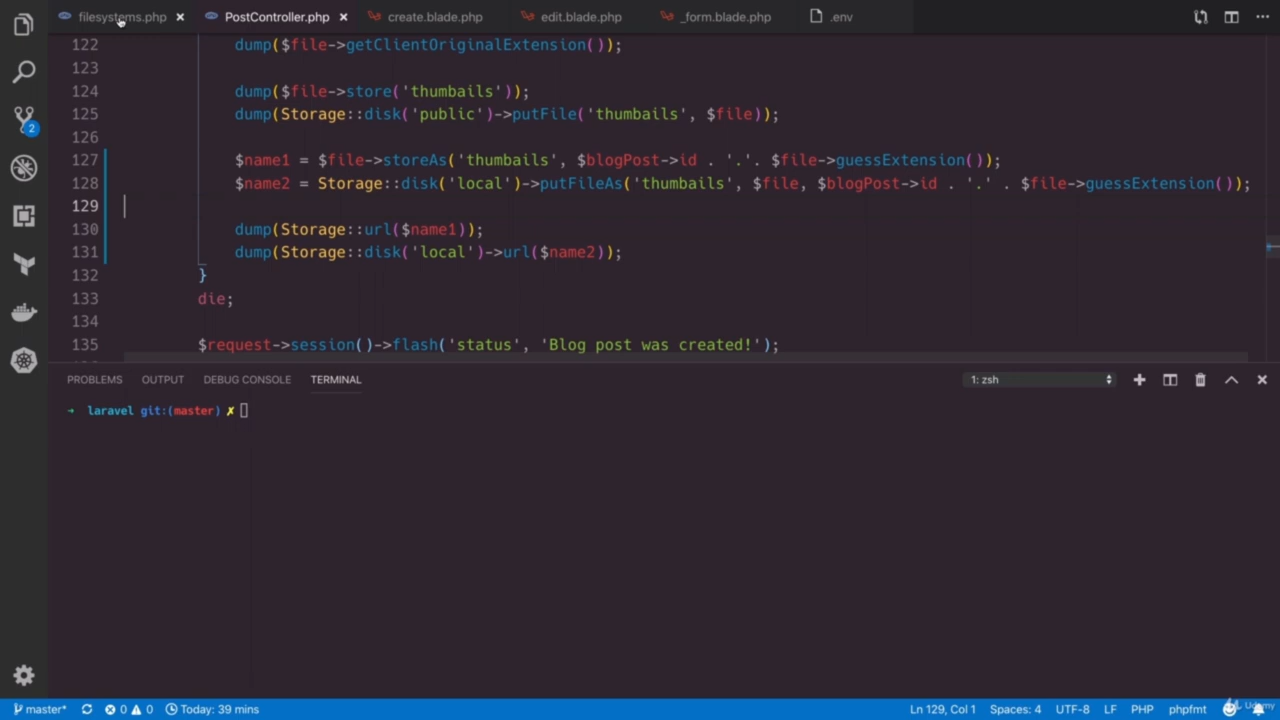 filesystems.php × PostController.php × create.blade.php edit.blade.php _form.blade.php .env
122 dump($file->getClientOriginalExtension());
123
124 dump($file->store('thumbails'));
125 dump(Storage::disk('public')->putFile('thumbails', $file));
126
127 $name1 = $file->storeAs('thumbails', $blogPost->id . '.'. $file->guessExtension());
128 $name2 = Storage::disk('local')->putFileAs('thumbails', $file, $blogPost->id . '.' . $file->guessExtension());
129
130 dump(Storage::url($name1));
131 dump(Storage::disk('local')->url($name2));
132 }
133 die;
134
135 $request->session()->flash('status', 'Blog post was created!');
2
PROBLEMS OUTPUT DEBUG CONSOLE TERMINAL 1: zsh
→ laravel git:(master) ✗
master* 0 0 Today: 39 mins Ln 129, Col 1 Spaces: 4 UTF-8 LF PHP phpfmt
Udemy